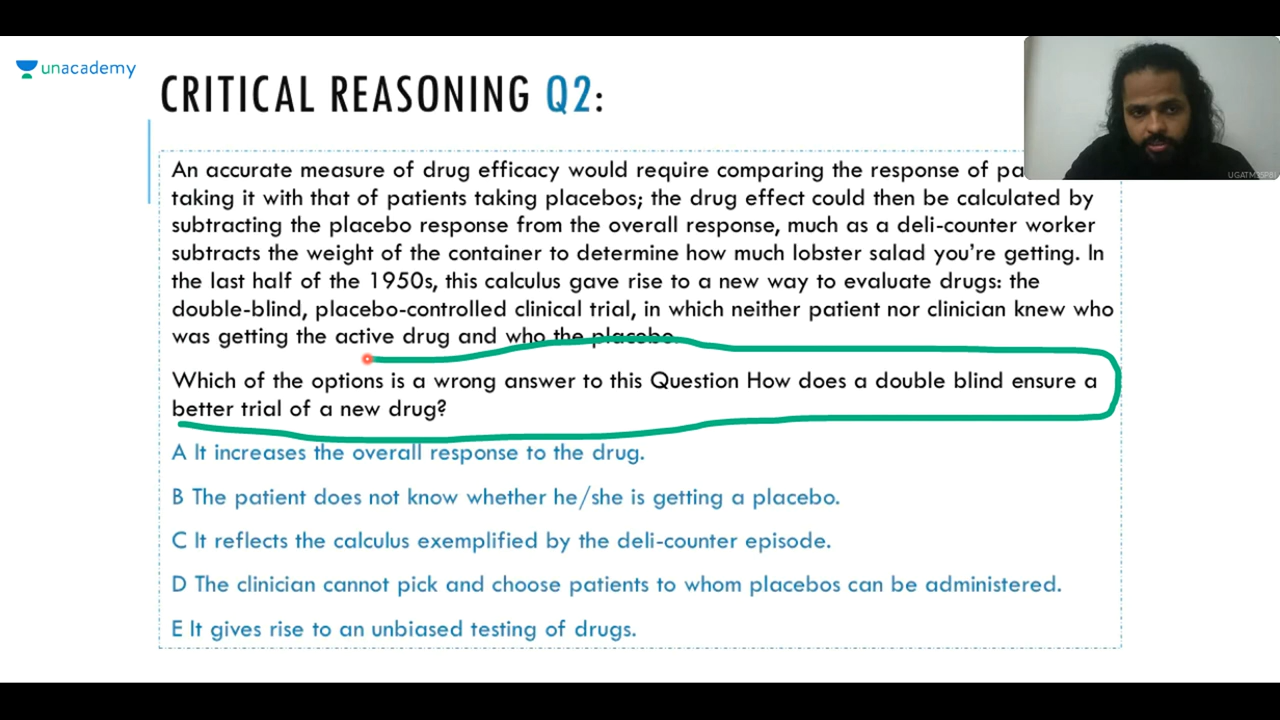 unacademy
CRITICAL REASONING Q2:
An accurate measure of drug efficacy would require comparing the response of pa
taking it with that of patients taking placebos; the drug effect could then be calculated by
subtracting the placebo response from the overall response, much as a deli-counter worker
subtracts the weight of the container to determine how much lobster salad you’re getting. In
the last half of the 1950s, this calculus gave rise to a new way to evaluate drugs: the
double-blind, placebo-controlled clinical trial, in which neither patient nor clinician knew who
was getting the active drug and who the placebo.
Which of the options is a wrong answer to this Question How does a double blind ensure a
better trial of a new drug?
A It increases the overall response to the drug.
B The patient does not know whether he/she is getting a placebo.
C It reflects the calculus exemplified by the deli-counter episode.
D The clinician cannot pick and choose patients to whom placebos can be administered.
E It gives rise to an unbiased testing of drugs.